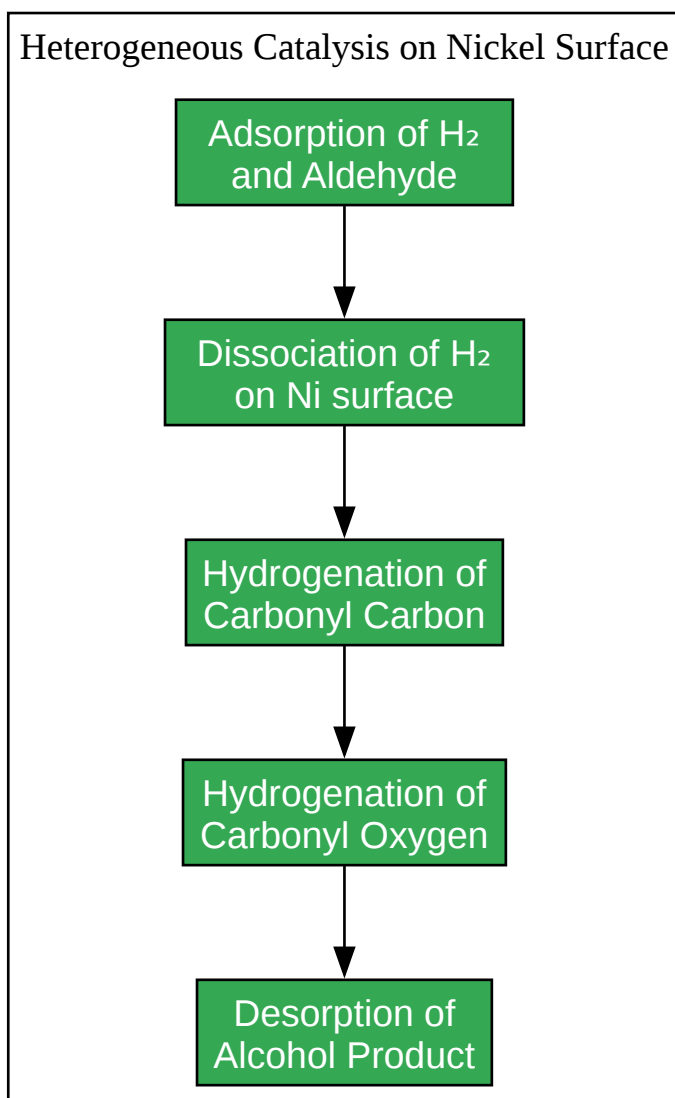 Heterogeneous Catalysis on Nickel Surface
Adsorption of H₂
and Aldehyde
Dissociation of H₂
on Ni surface
Hydrogenation of
Carbonyl Carbon
Hydrogenation of
Carbonyl Oxygen
Desorption of
Alcohol Product